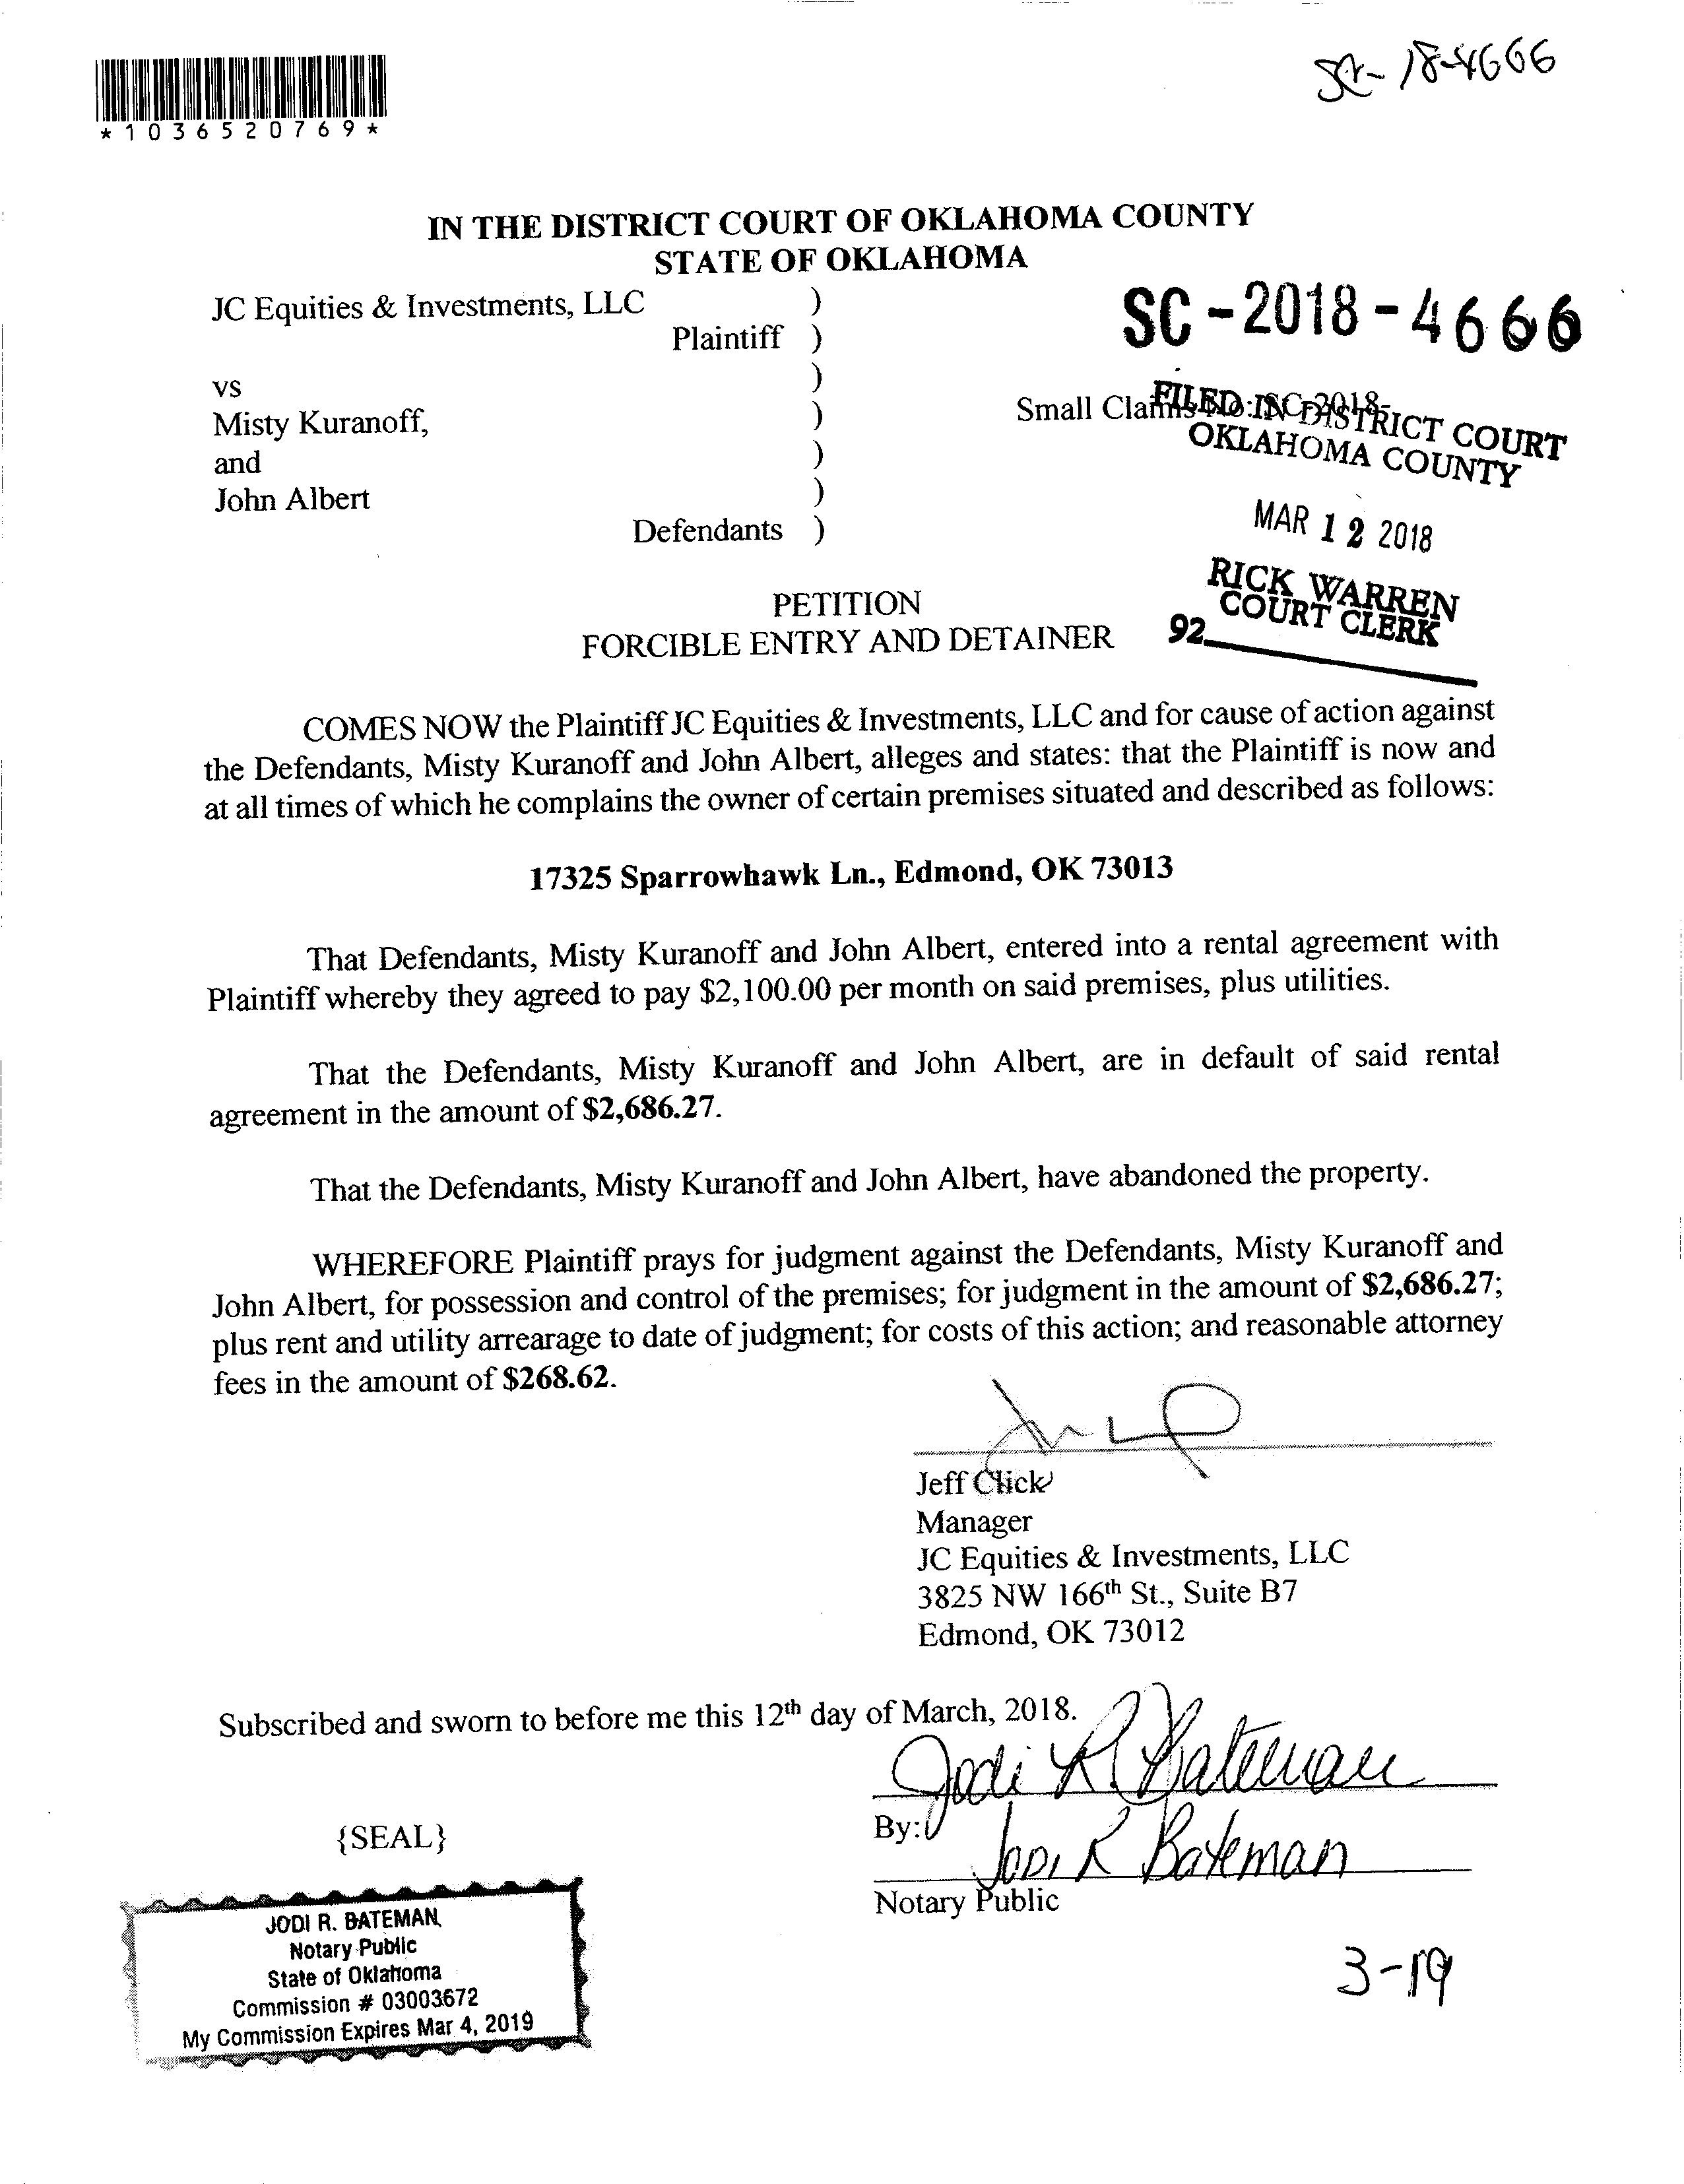 SC-18-4666
*1036520769*
IN THE DISTRICT COURT OF OKLAHOMA COUNTY
STATE OF OKLAHOMA
JC Equities & Investments, LLC )
Plaintiff )
)
vs
Misty Kuranoff, )
and )
John Albert )
Defendants )
SC-2018-4666
Small Claims No: SC-2018-
FILED IN DISTRICT COURT
OKLAHOMA COUNTY
MAR 12 2018
RICK WARREN
COURT CLERK
92
PETITION
FORCIBLE ENTRY AND DETAINER
COMES NOW the Plaintiff JC Equities & Investments, LLC and for cause of action against
the Defendants, Misty Kuranoff and John Albert, alleges and states: that the Plaintiff is now and
at all times of which he complains the owner of certain premises situated and described as follows:
17325 Sparrowhawk Ln., Edmond, OK 73013
That Defendants, Misty Kuranoff and John Albert, entered into a rental agreement with
Plaintiff whereby they agreed to pay $2,100.00 per month on said premises, plus utilities.
That the Defendants, Misty Kuranoff and John Albert, are in default of said rental
agreement in the amount of $2,686.27.
That the Defendants, Misty Kuranoff and John Albert, have abandoned the property.
WHEREFORE Plaintiff prays for judgment against the Defendants, Misty Kuranoff and
John Albert, for possession and control of the premises; for judgment in the amount of $2,686.27;
plus rent and utility arrearage to date of judgment; for costs of this action; and reasonable attorney
fees in the amount of $268.62.
Jeff Click
Manager
JC Equities & Investments, LLC
3825 NW 166th St., Suite B7
Edmond, OK 73012
Subscribed and sworn to before me this 12th day of March, 2018.
Jodi R. Bateman
By:
Jodi R Bateman
Notary Public
{SEAL}
JODI R. BATEMAN
Notary Public
State of Oklahoma
Commission # 03003672
My Commission Expires Mar 4, 2019
3-19